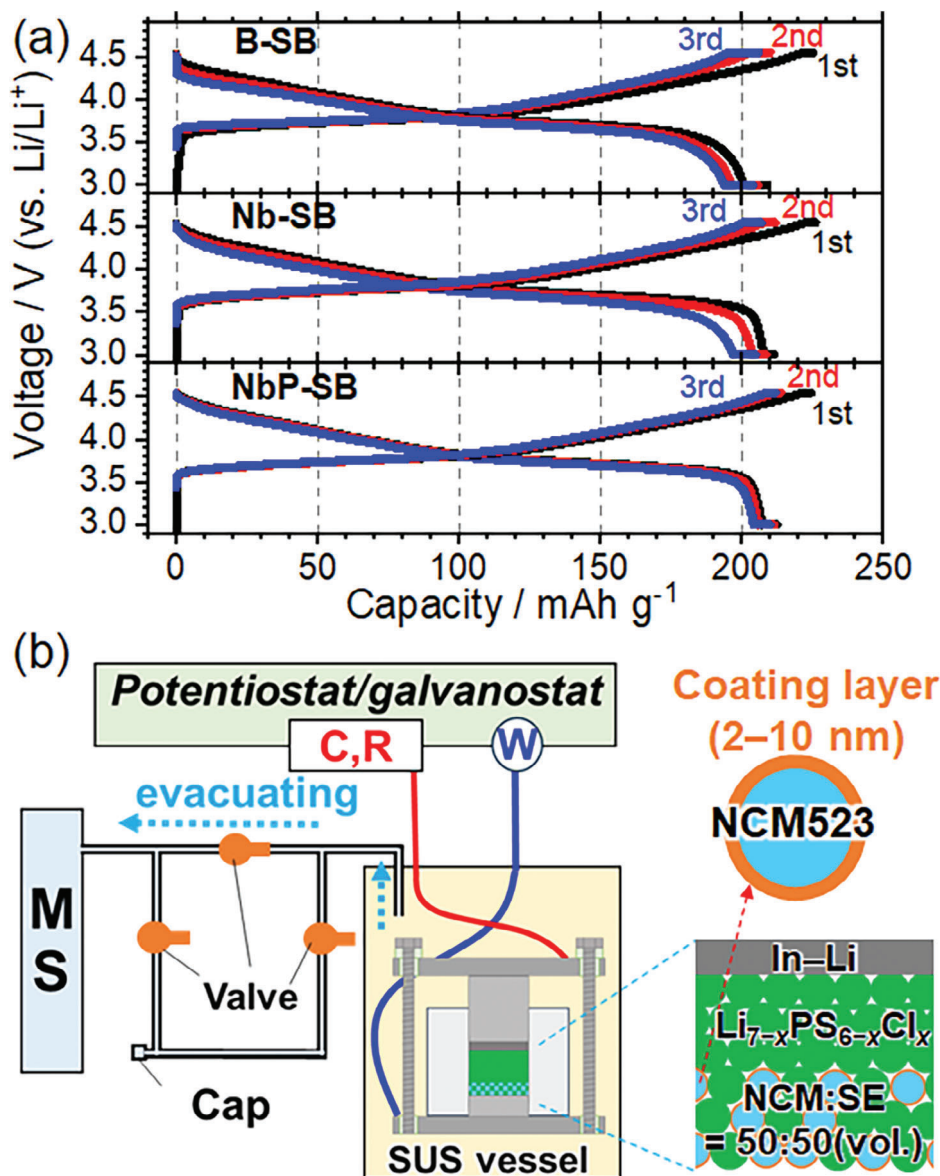 (a)
B-SB
3rd
2nd
1st
4.5
4.0
3.5
3.0
Nb-SB
3rd
2nd
1st
4.5
4.0
3.5
3.0
NbP-SB
3rd
2nd
1st
4.5
4.0
3.5
3.0
Voltage / V (vs. Li/Li⁺)
0 50 100 150 200 250
Capacity / mAh g⁻¹
(b)
Potentiostat/galvanostat
C,R
W
evacuating
M
S
Valve
Cap
SUS vessel
Coating layer
(2–10 nm)
NCM523
In–Li
Li₇₋ₓPS₆₋ₓClₓ
NCM:SE
= 50:50(vol.)